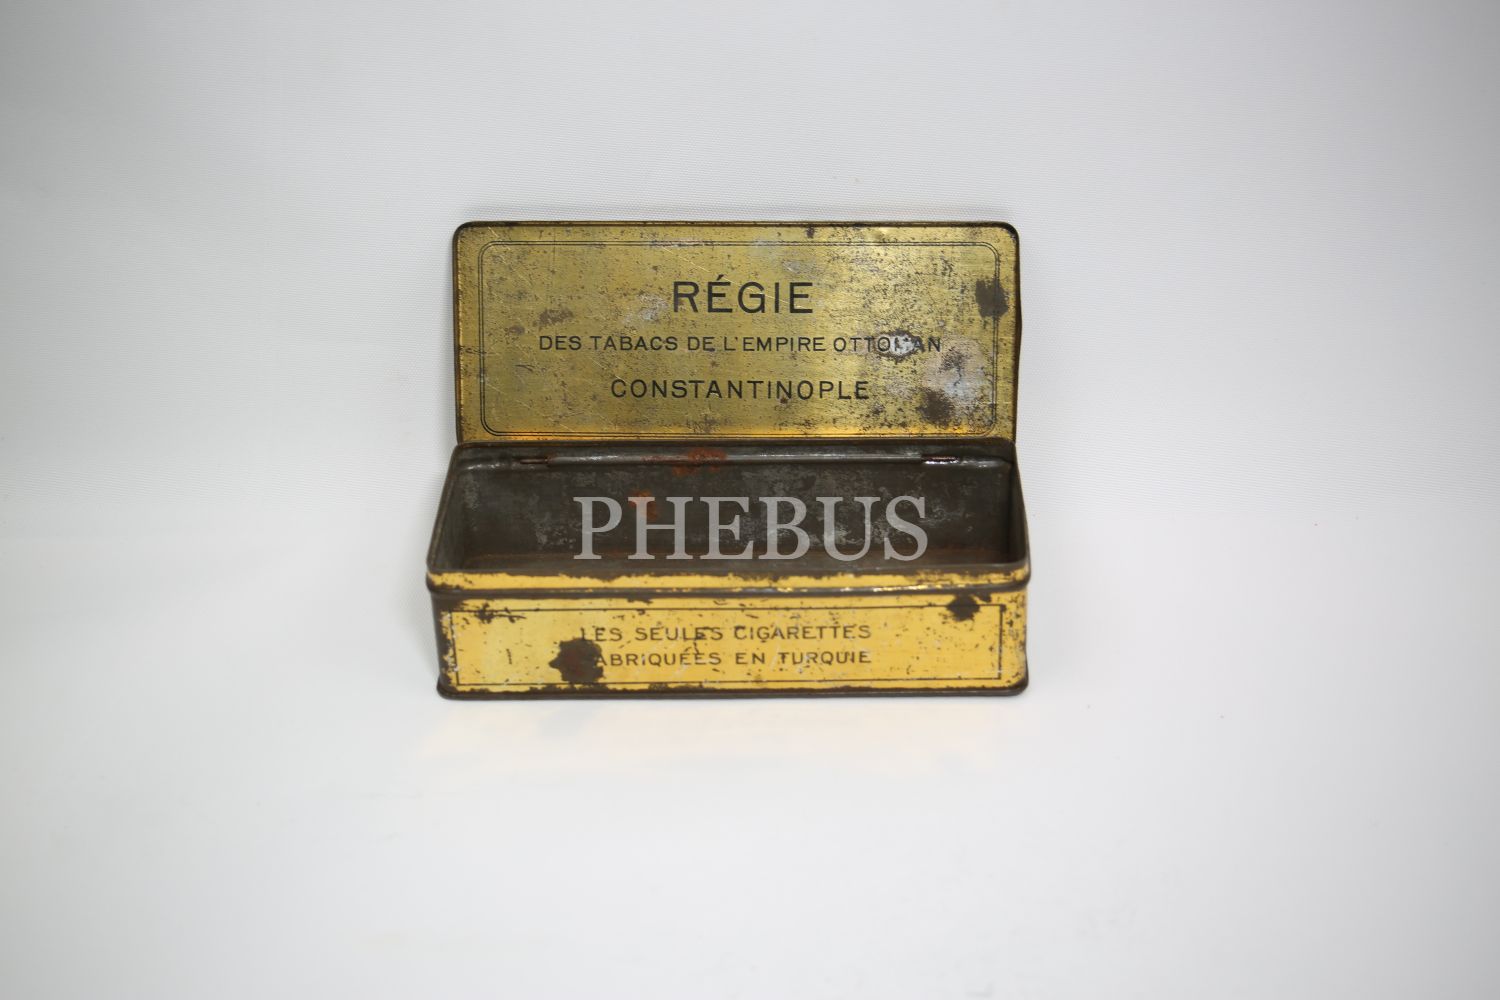 RÉGIE
DES TABACS DE L'EMPIRE OTTOMAN
CONSTANTINOPLE
PHEBUS
LES SEULES CIGARETTES
FABRIQUÉES EN TURQUIE